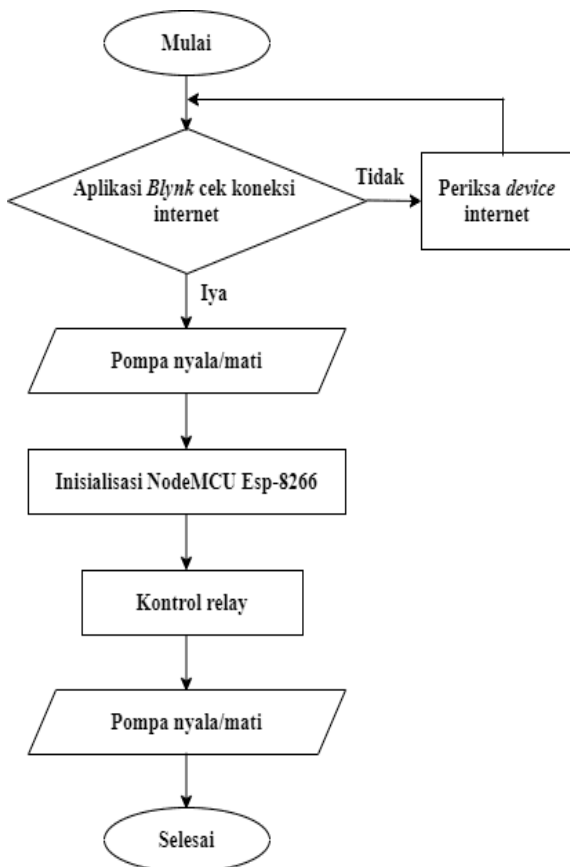 Mulai
Aplikasi Blynk cek koneksi
internet
Tidak
Periksa device
internet
Iya
Pompa nyala/mati
Inisialisasi NodeMCU Esp-8266
Kontrol relay
Pompa nyala/mati
Selesai